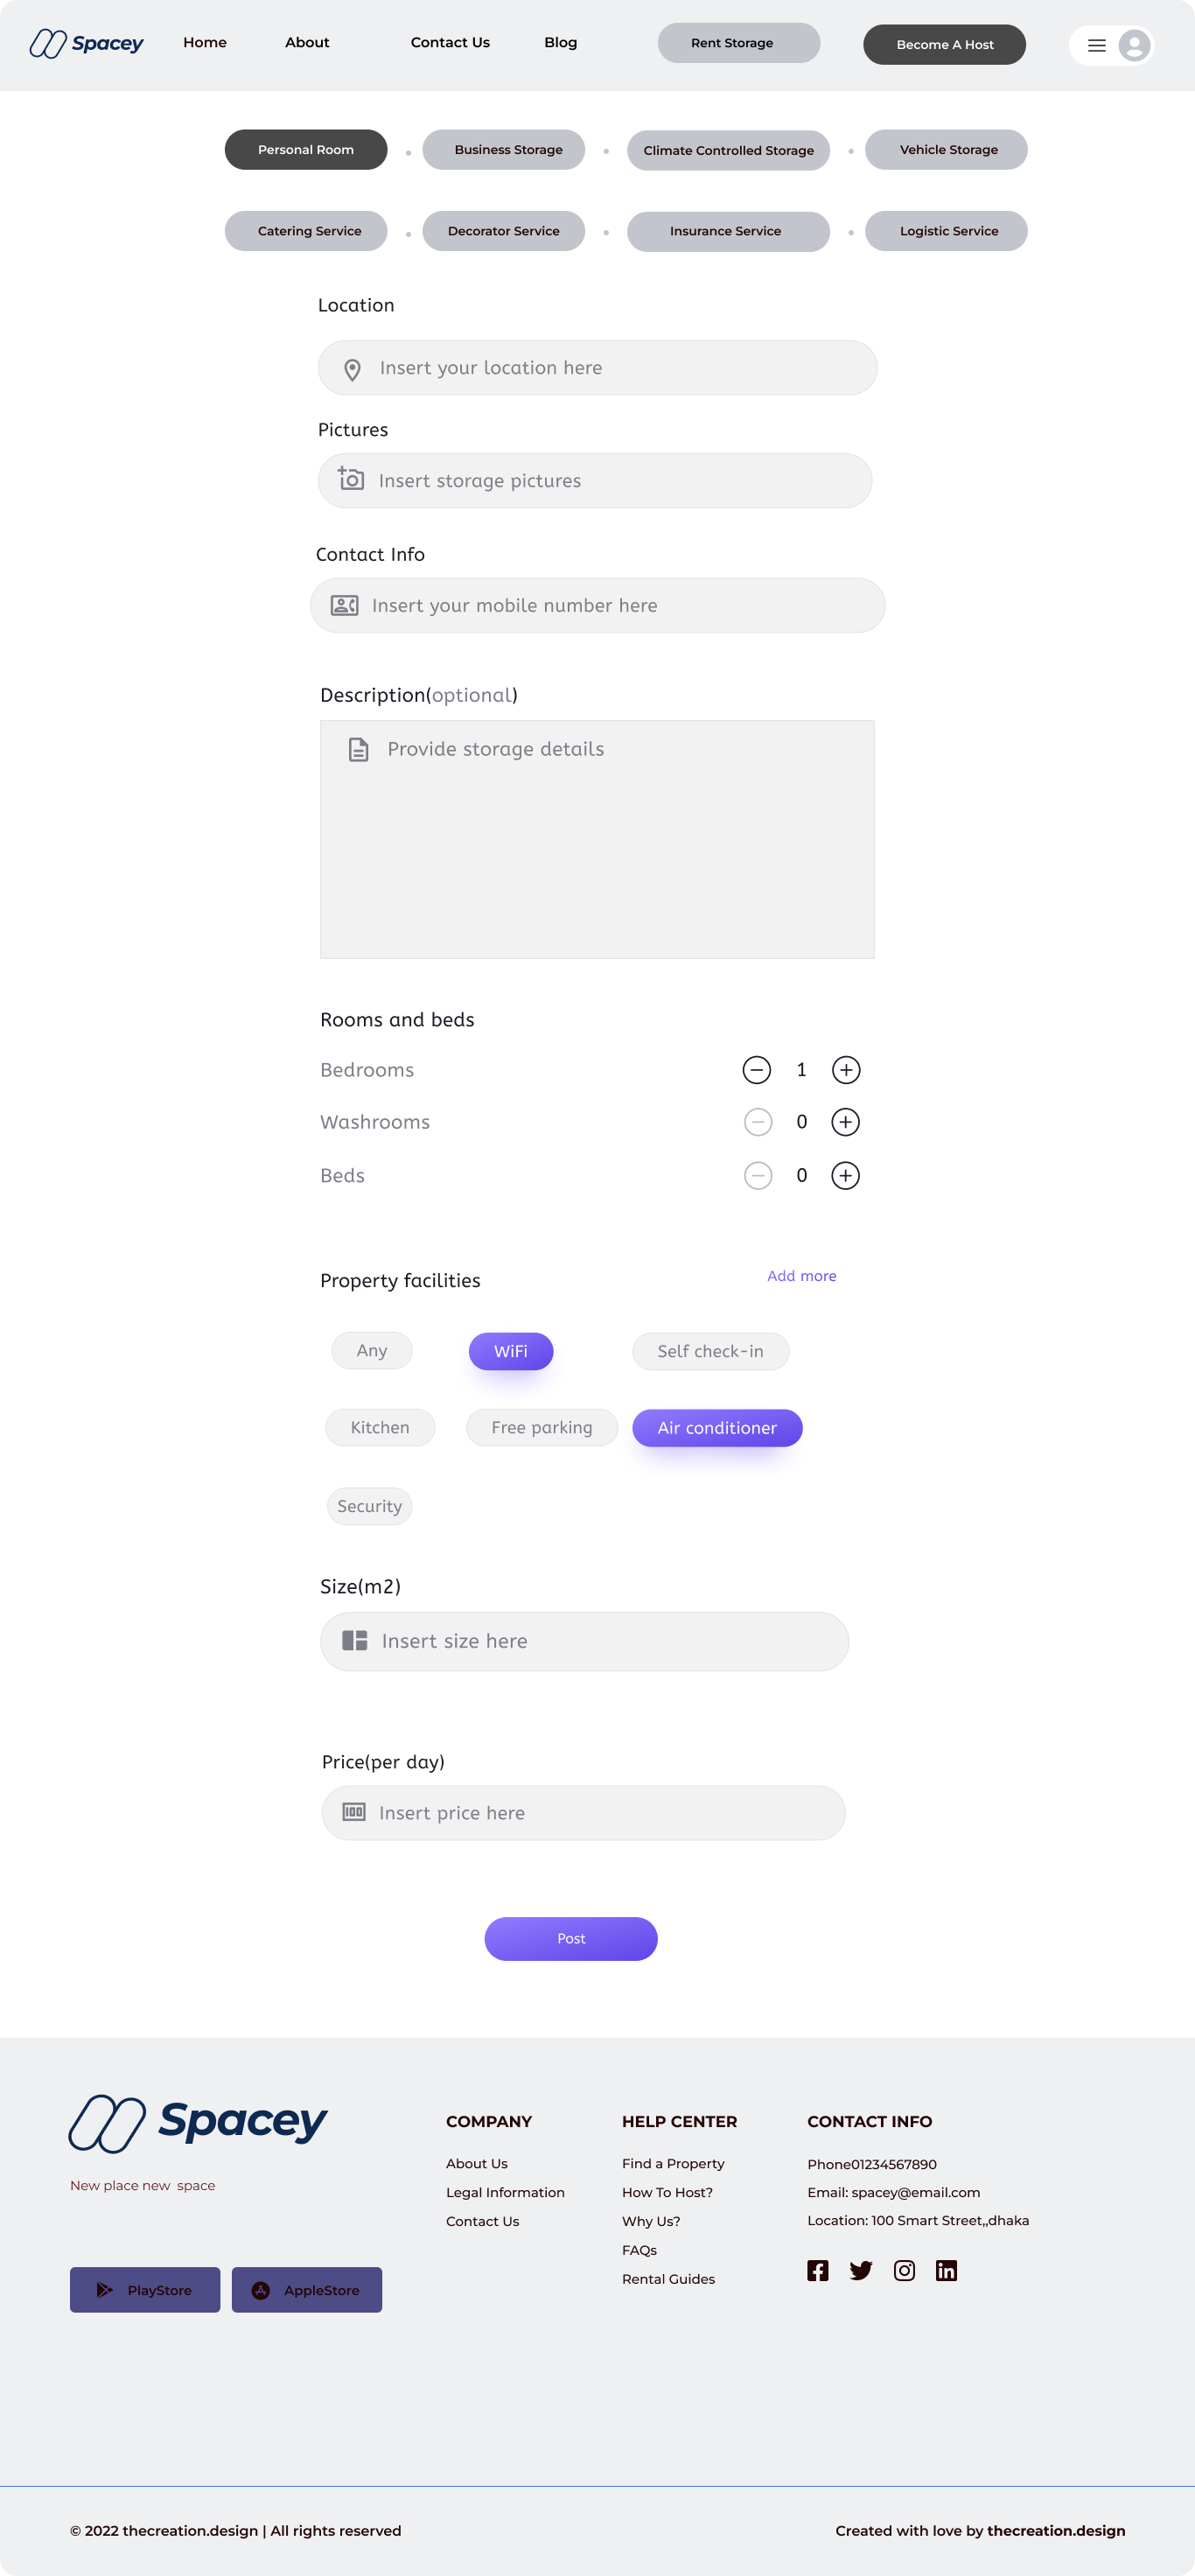 Spacey
Home
About
Contact Us
Blog
Rent Storage
Become A Host
Personal Room
Business Storage
Climate Controlled Storage
Vehicle Storage
Catering Service
Decorator Service
Insurance Service
Logistic Service
Location
Insert your location here
Pictures
Insert storage pictures
Contact Info
Insert your mobile number here
Description(optional)
Provide storage details
Rooms and beds
Bedrooms
1
Washrooms
0
Beds
0
Property facilities
Add more
Any
WiFi
Self check-in
Kitchen
Free parking
Air conditioner
Security
Size(m2)
Insert size here
Price(per day)
100
Insert price here
Post
Spacey
New place new  space
PlayStore
AppleStore
COMPANY
About Us
Legal Information
Contact Us
HELP CENTER
Find a Property
How To Host?
Why Us?
FAQs
Rental Guides
CONTACT INFO
Phone01234567890
Email: spacey@email.com
Location: 100 Smart Street,,dhaka
© 2022 thecreation.design | All rights reserved
Created with love by thecreation.design